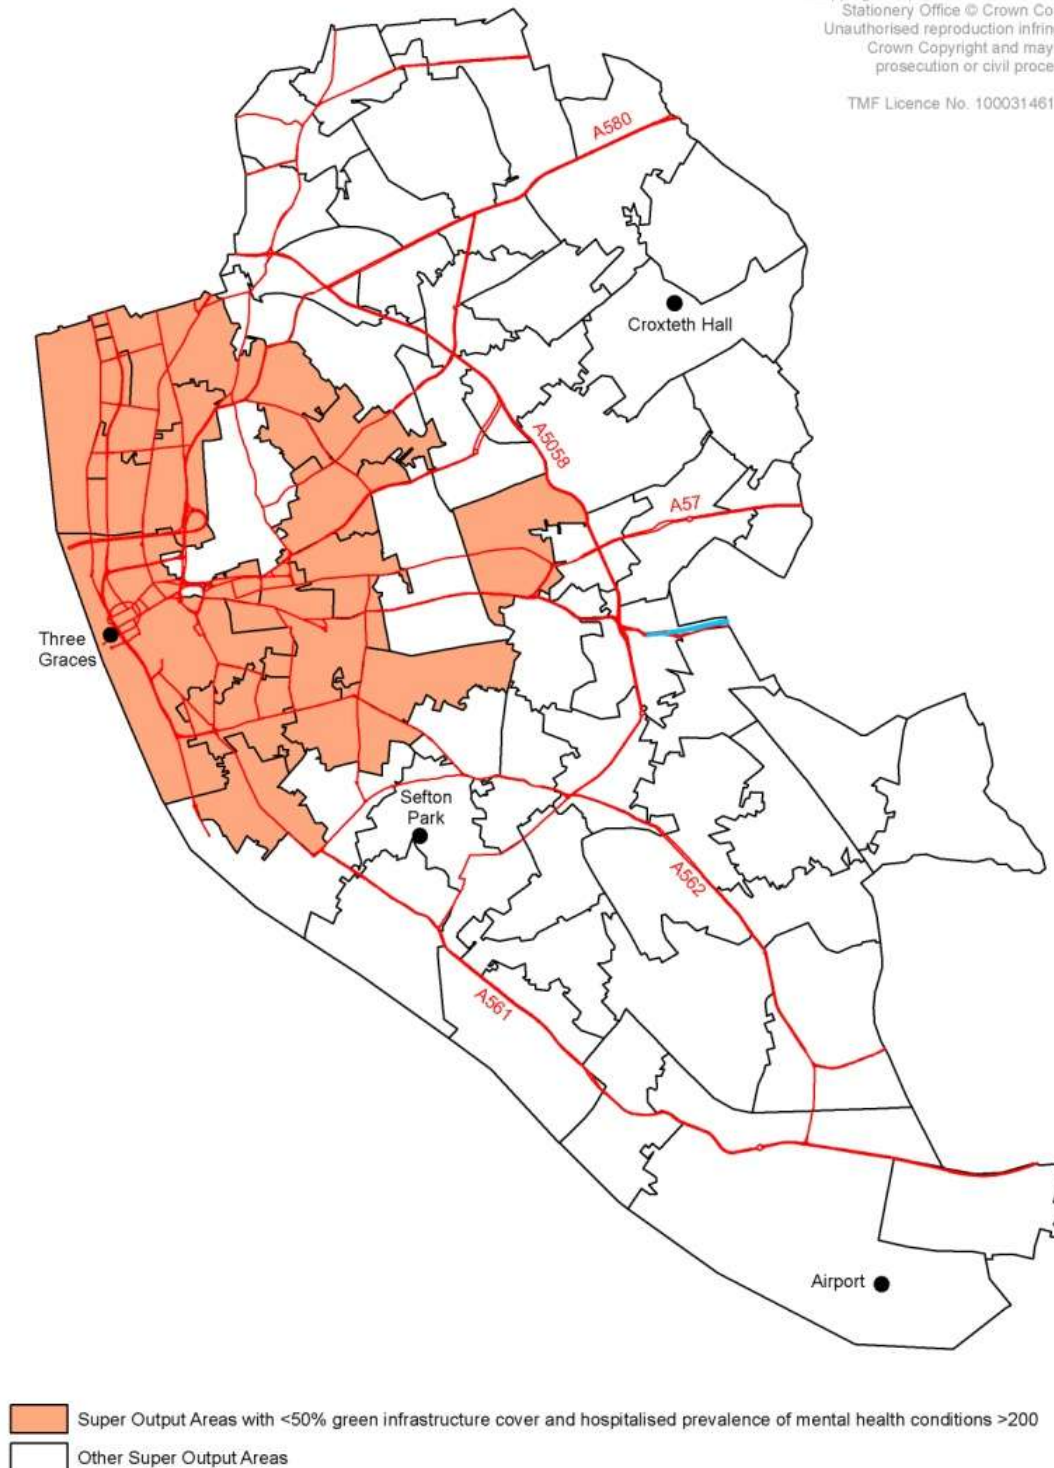 Stationery Office © Crown Co
Unauthorised reproduction infrin
Crown Copyright and may
prosecution or civil proce
TMF Licence No. 100031461
A580
Croxteth Hall
A5058
A57
Three
Graces
Sefton
Park
A562
A561
Airport
Super Output Areas with <50% green infrastructure cover and hospitalised prevalence of mental health conditions >200
Other Super Output Areas